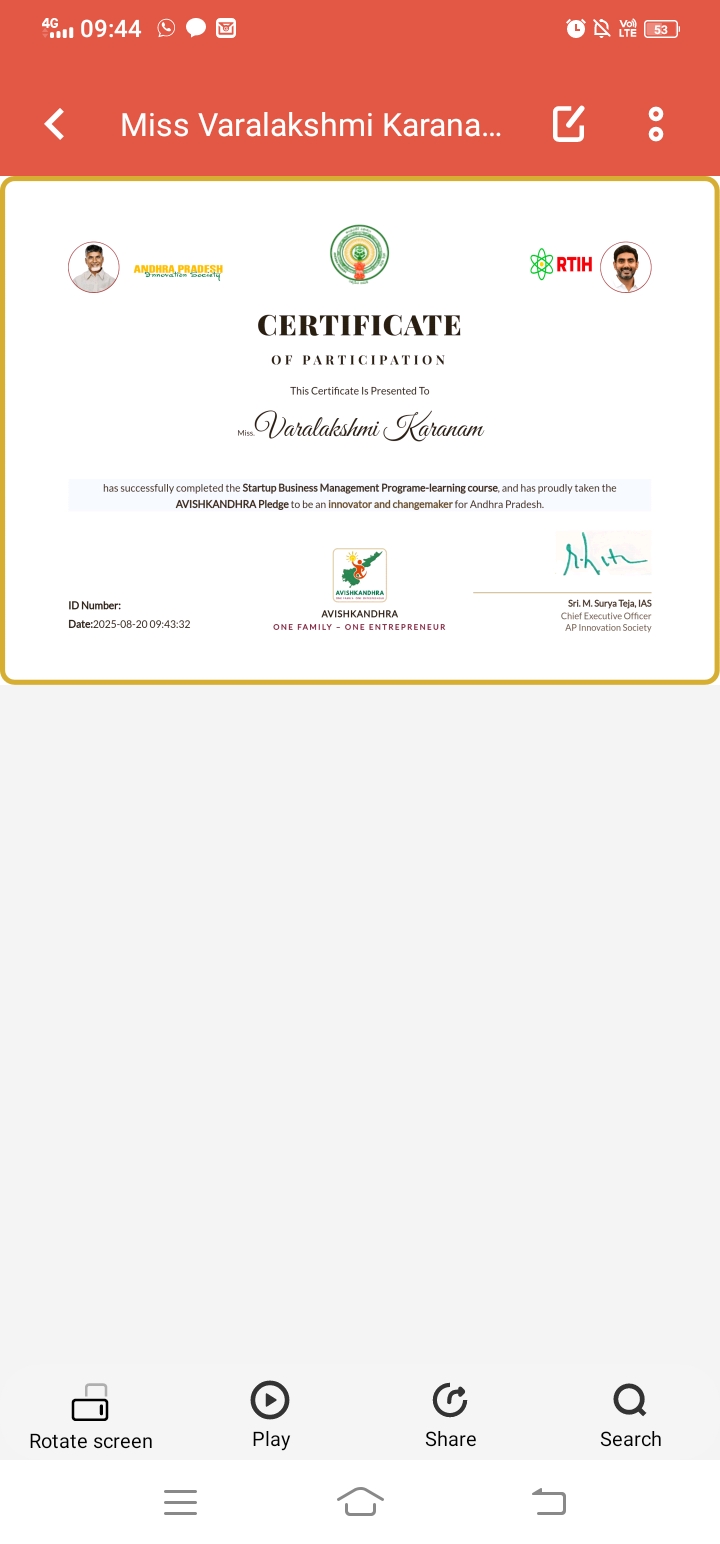 4G 09:44 Vo) LTE 53
Miss Varalakshmi Karana...
ANDHRA PRADESH
Innovation Society
RTIH
CERTIFICATE
OF PARTICIPATION
This Certificate Is Presented To
Miss. Varalakshmi Karanam
has successfully completed the Startup Business Management Programe-learning course, and has proudly taken the
AVISHKANDHRA Pledge to be an innovator and changemaker for Andhra Pradesh.
AVISHKANDHRA
ID Number:
Date:2025-08-20 09:43:32
AVISHKANDHRA
ONE FAMILY – ONE ENTREPRENEUR
Sri. M. Surya Teja, IAS
Chief Executive Officer
AP Innovation Society
Rotate screen Play Share Search